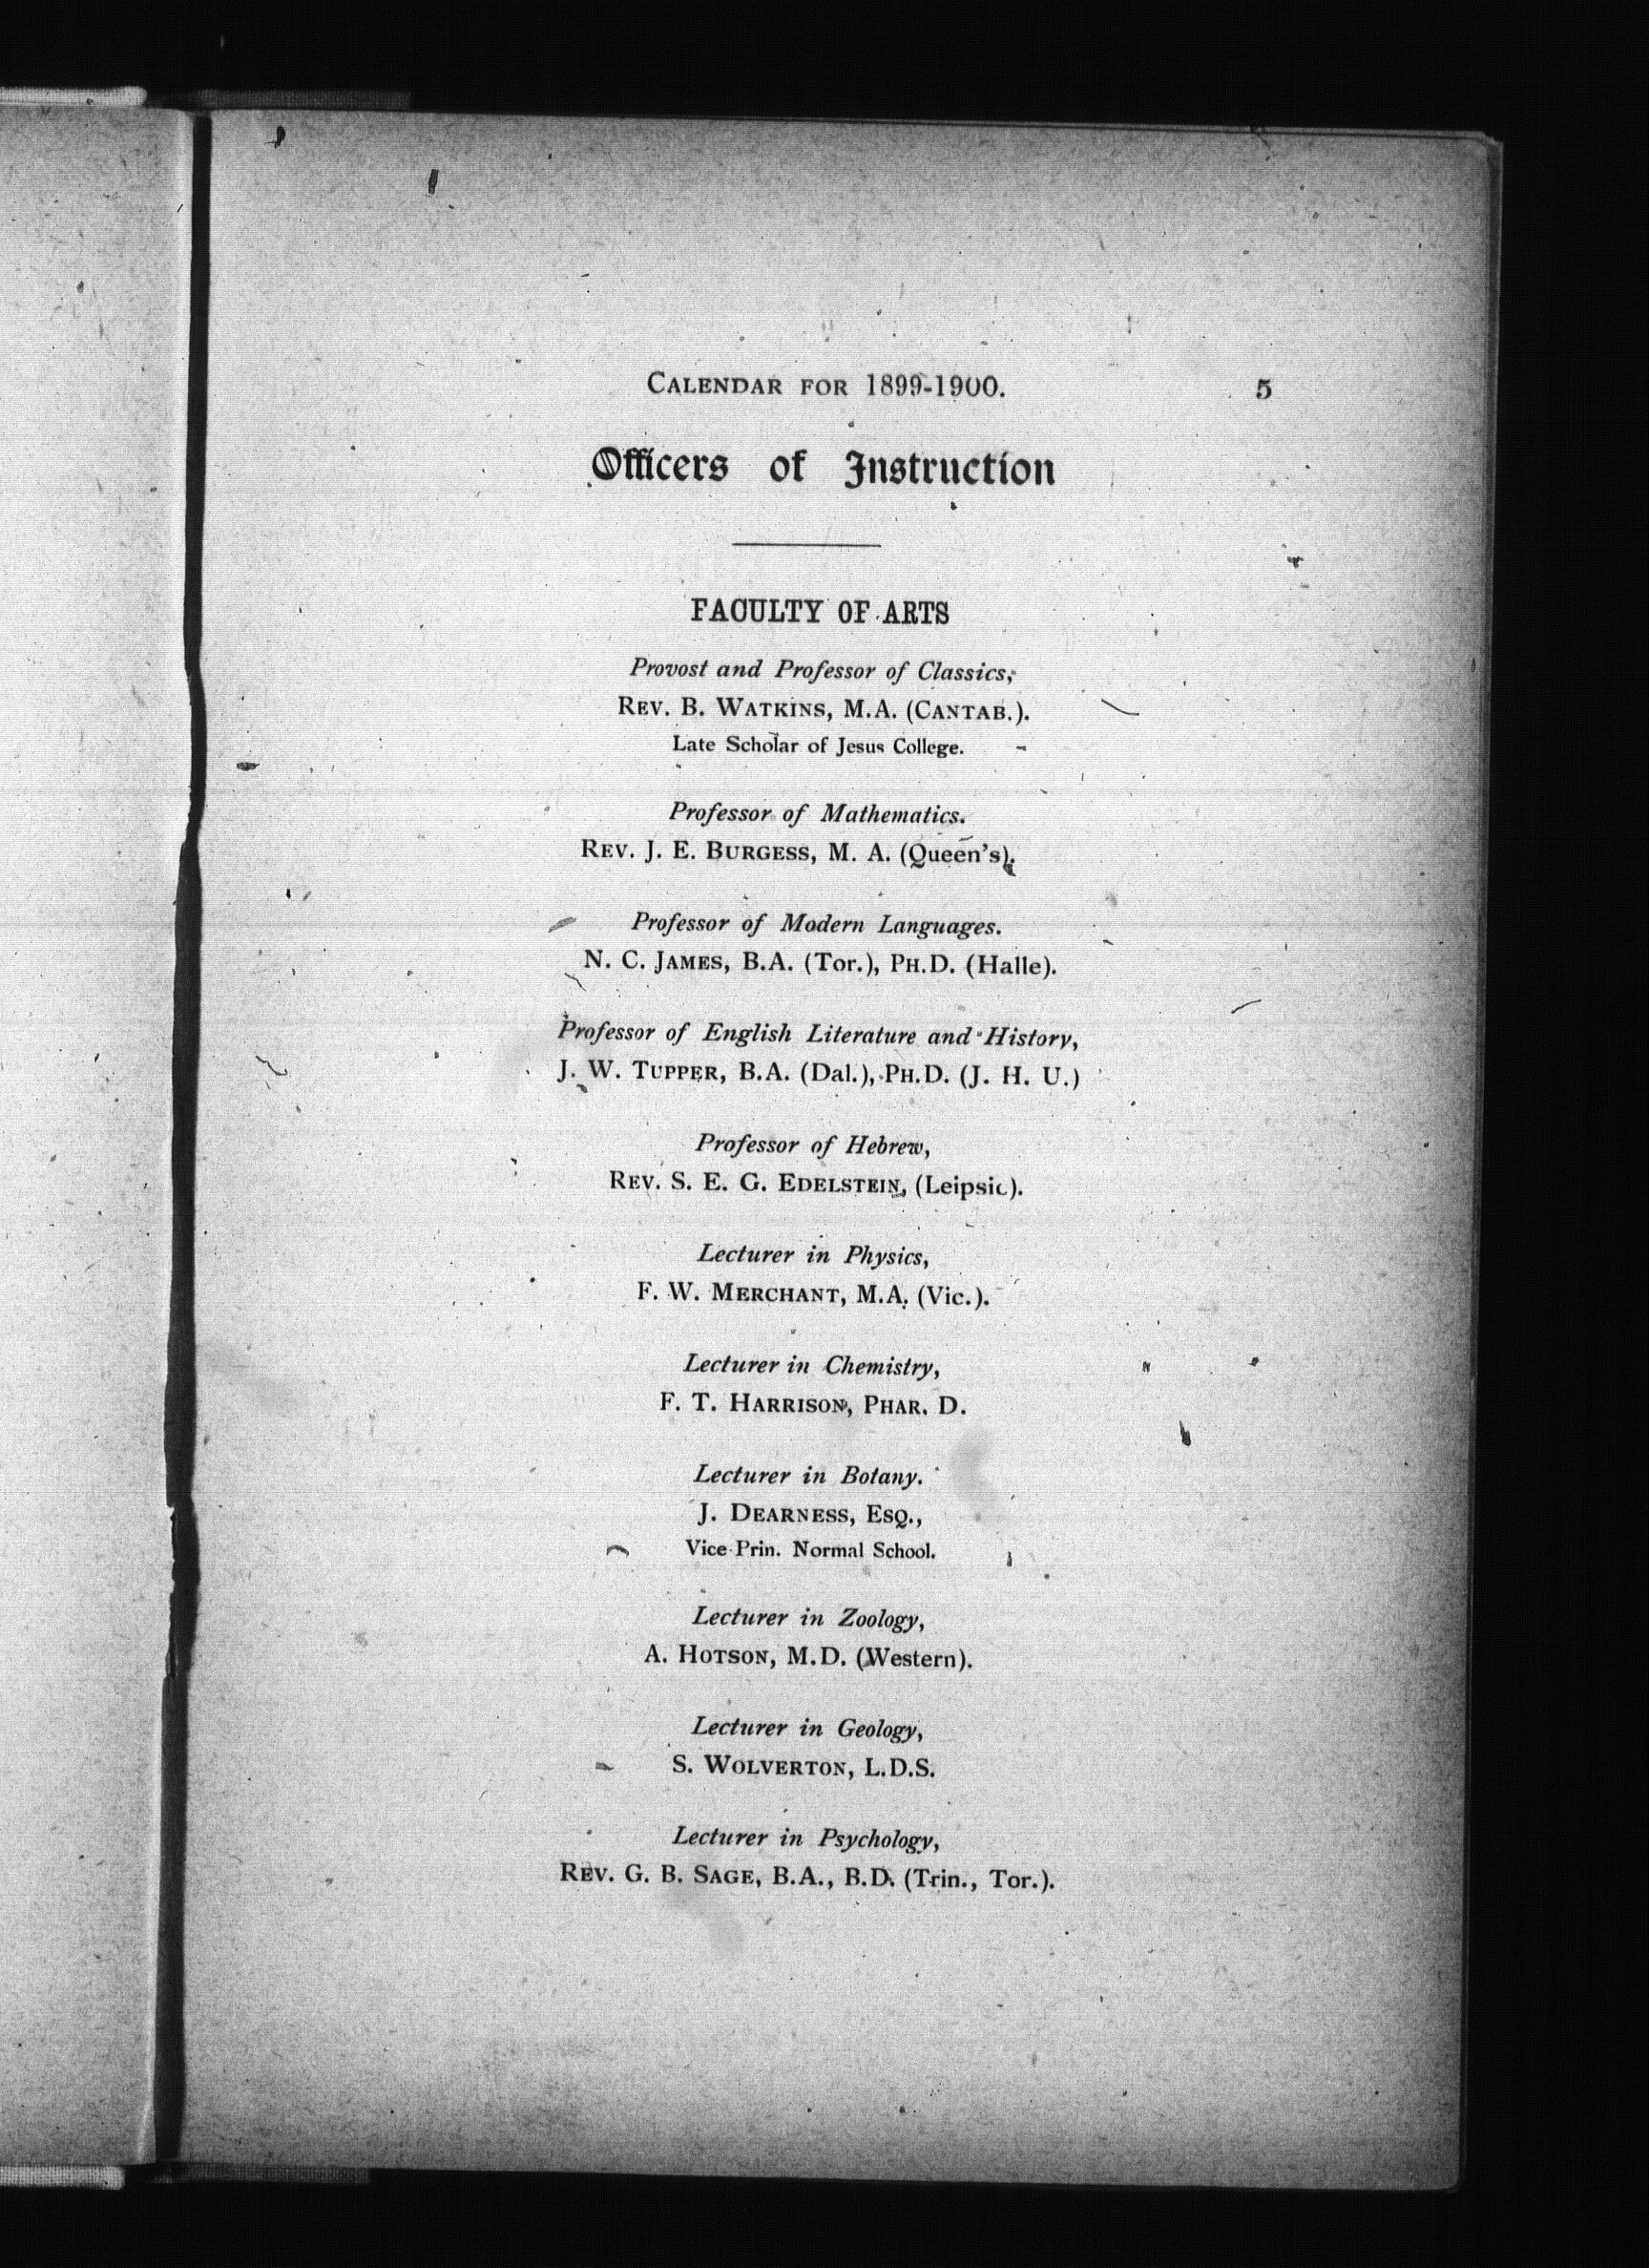 CALENDAR FOR 1899-1900. 5
Officers of Instruction
FACULTY OF ARTS
Provost and Professor of Classics,
REV. B. WATKINS, M.A. (CANTAB.).
Late Scholar of Jesus College.
Professor of Mathematics.
REV. J. E. BURGESS, M. A. (Queen's).
Professor of Modern Languages.
N. C. JAMES, B.A. (Tor.), PH.D. (Halle).
Professor of English Literature and History,
J. W. TUPPER, B.A. (Dal.), PH.D. (J. H. U.)
Professor of Hebrew,
REV. S. E. G. EDELSTEIN, (Leipsic).
Lecturer in Physics,
F. W. MERCHANT, M.A. (Vic.).
Lecturer in Chemistry,
F. T. HARRISON, PHAR. D.
Lecturer in Botany.
J. DEARNESS, ESQ.,
Vice Prin. Normal School.
Lecturer in Zoology,
A. HOTSON, M.D. (Western).
Lecturer in Geology,
S. WOLVERTON, L.D.S.
Lecturer in Psychology,
REV. G. B. SAGE, B.A., B.D. (Trin., Tor.).